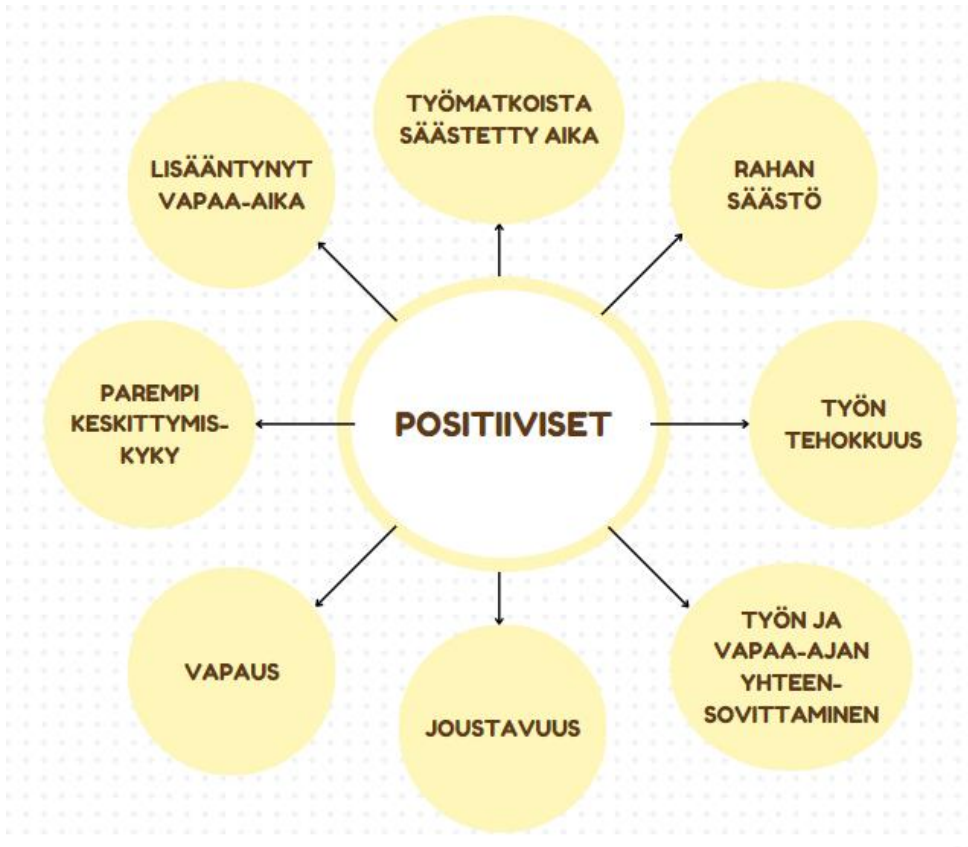 TYÖMATKOISTA
SÄÄSTETTY AIKA
LISÄÄNTYNYT
VAPAA-AIKA
RAHAN
SÄÄSTÖ
PAREMPI
KESKITTYMIS-
KYKY
POSITIIVISET
TYÖN
TEHOKKUUS
VAPAUS
JOUSTAVUUS
TYÖN JA
VAPAA-AJAN
YHTEEN-
SOVITTAMINEN